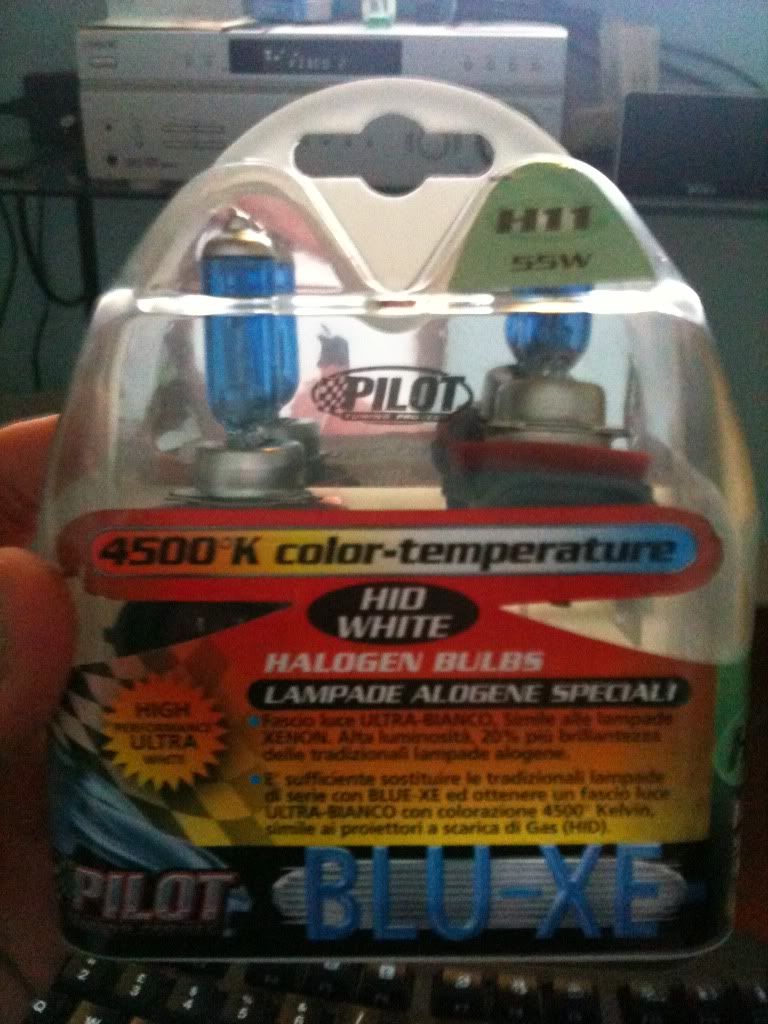 H11
55W
PILOT
4500°K color-temperature
HID
WHITE
HALOGEN BULBS
LAMPADE ALOGENE SPECIALI
HIGH
PERFORMANCE
ULTRA
WHITE
Fascio luce ULTRA-BIANCO. Simile alle lampade
XENON. Alta luminosità, 20% più brillantezza
delle tradizionali lampade alogene.
E' sufficiente sostituire le tradizionali lampade
di serie con BLUE-XE ed ottenere un fascio luce
ULTRA-BIANCO con colorazione 4500° Kelvin,
simile ai proiettori a scarica di Gas (HID).
PILOT
BLU-XE